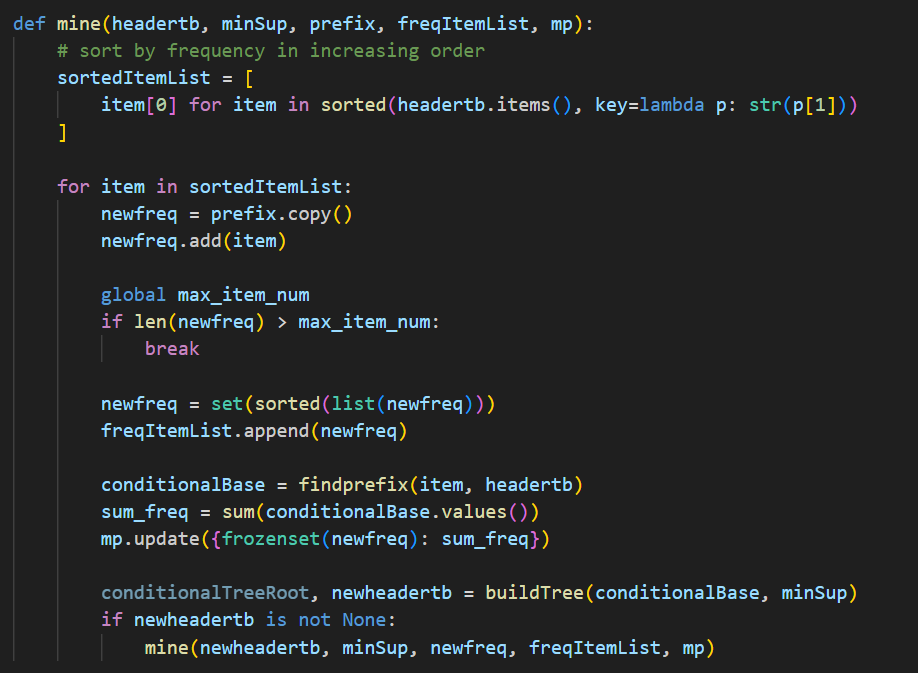 def mine(headertb, minSup, prefix, freqItemList, mp):
    # sort by frequency in increasing order
    sortedItemList = [
        item[0] for item in sorted(headertb.items(), key=lambda p: str(p[1]))
    ]

    for item in sortedItemList:
        newfreq = prefix.copy()
        newfreq.add(item)

        global max_item_num
        if len(newfreq) > max_item_num:
            break

        newfreq = set(sorted(list(newfreq)))
        freqItemList.append(newfreq)

        conditionalBase = findprefix(item, headertb)
        sum_freq = sum(conditionalBase.values())
        mp.update({frozenset(newfreq): sum_freq})

        conditionalTreeRoot, newheadertb = buildTree(conditionalBase, minSup)
        if newheadertb is not None:
            mine(newheadertb, minSup, newfreq, freqItemList, mp)